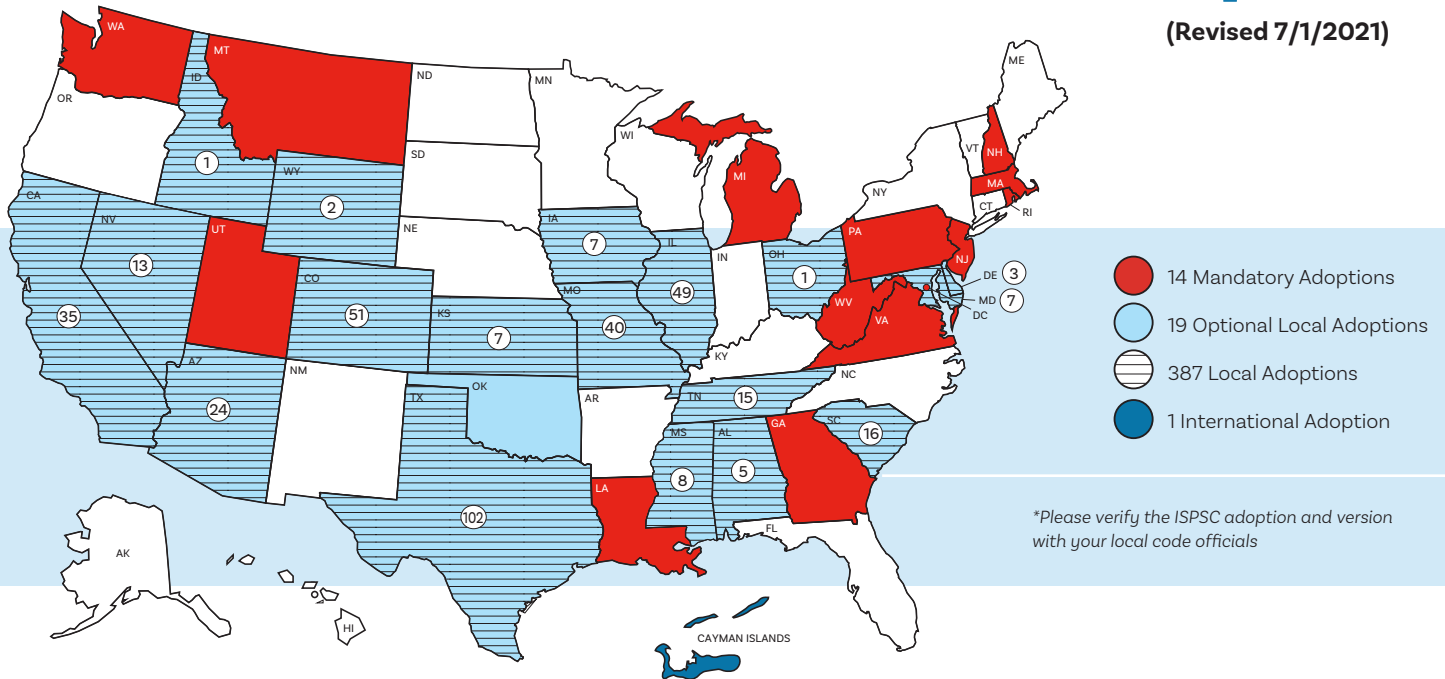 (Revised 7/1/2021)
WA
MT
ND
MN
ME
OR
ID
SD
WI
VT
NH
1
WY
MI
MA
NY
CT
RI
CA
2
NV
IA
NE
PA
UT
7
IL
OH
IN
NJ
13
CO
MO
1
DE 3
35
51
KS
49
WV
MD 7
DC
7
40
VA
AZ
KY
NM
OK
NC
TX
AR
TN
15
24
GA
SC
MS
AL
16
5
8
LA
102
FL
AK
HI
CAYMAN ISLANDS
14 Mandatory Adoptions
19 Optional Local Adoptions
387 Local Adoptions
1 International Adoption
*Please verify the ISPSC adoption and version
with your local code officials